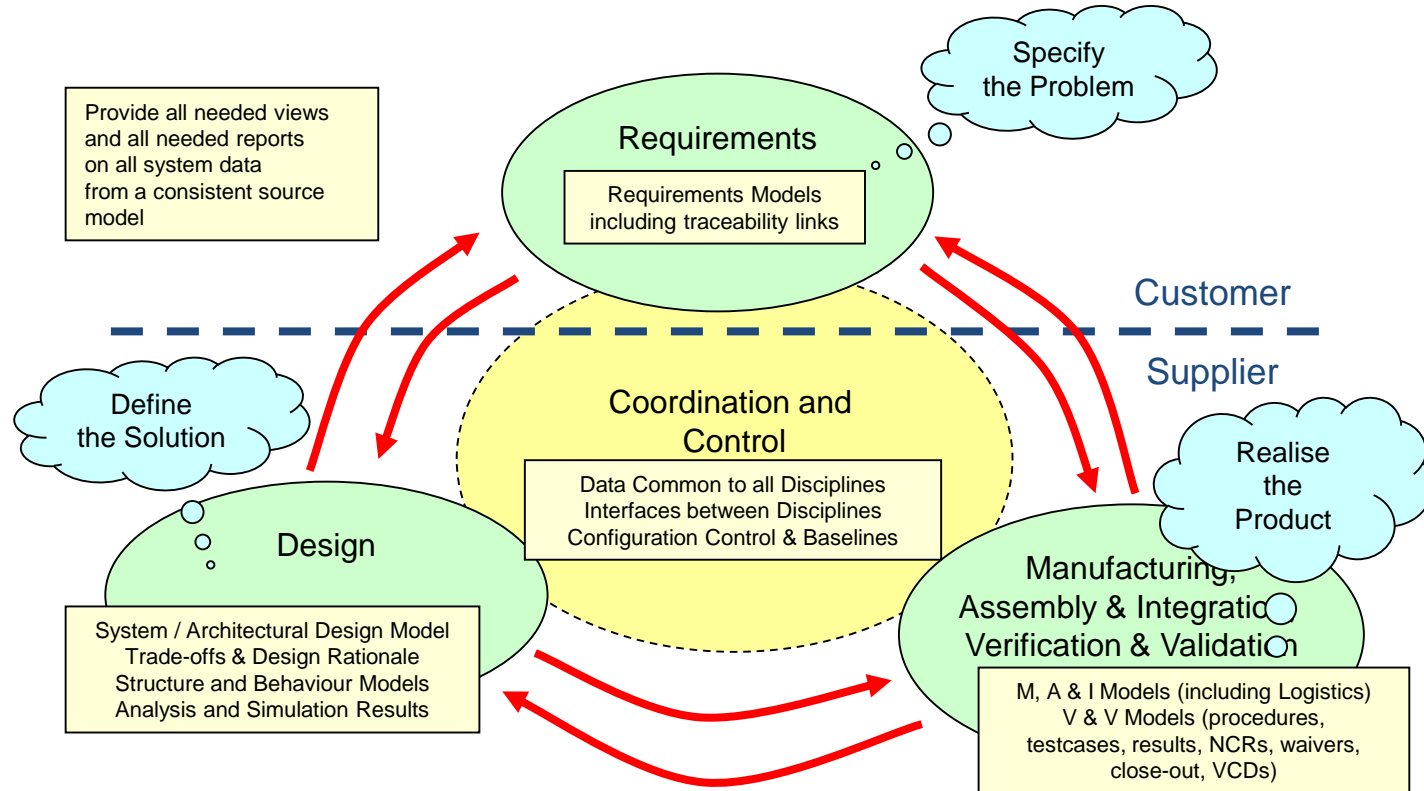 Specify
the Problem
Provide all needed views
and all needed reports
on all system data
from a consistent source
model
Requirements
Requirements Models
including traceability links
Customer
Supplier
Define
the Solution
Coordination and
Control
Data Common to all Disciplines
Interfaces between Disciplines
Configuration Control & Baselines
Realise
the
Product
Design
System / Architectural Design Model
Trade-offs & Design Rationale
Structure and Behaviour Models
Analysis and Simulation Results
Manufacturing,
Assembly & Integration
Verification & Validation
M, A & I Models (including Logistics)
V & V Models (procedures,
testcases, results, NCRs, waivers,
close-out, VCDs)